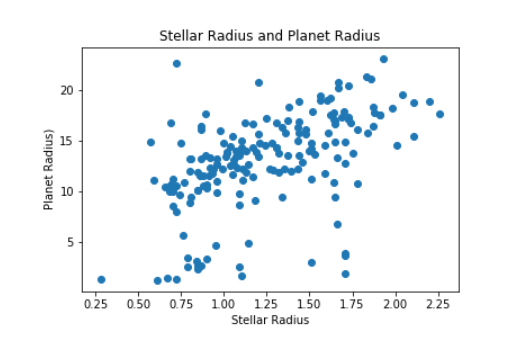 Stellar Radius and Planet Radius
Planet Radius)
20
15
10
5
0.25 0.50 0.75 1.00 1.25 1.50 1.75 2.00 2.25
Stellar Radius